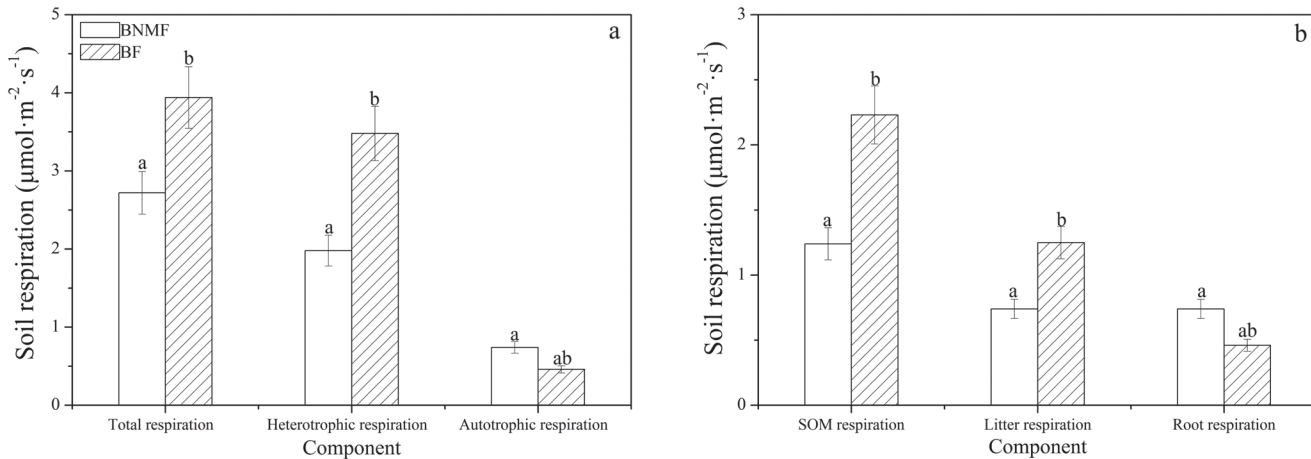 a
BNMF
BF
5
4
3
2
1
0
Soil respiration (μmol·m⁻²·s⁻¹)
a
b
a
b
a
ab
Total respiration
Heterotrophic respiration
Autotrophic respiration
Component
b
3
2
1
0
Soil respiration (μmol·m⁻²·s⁻¹)
a
b
a
b
a
ab
SOM respiration
Litter respiration
Root respiration
Component